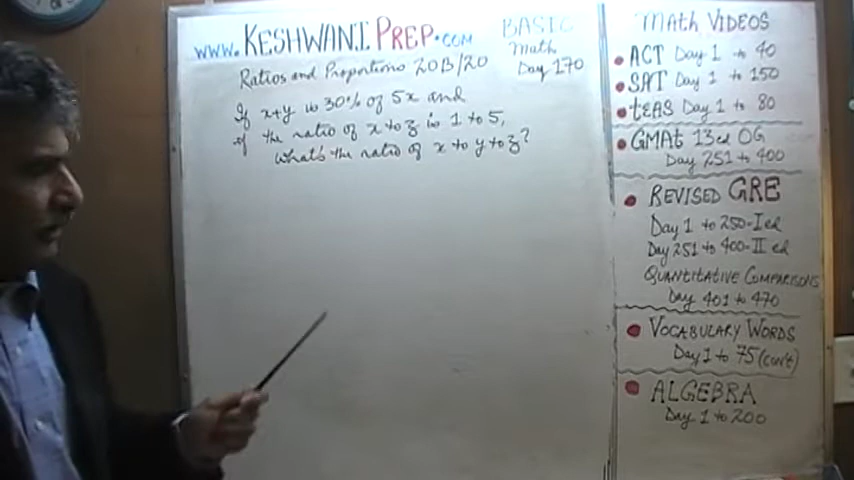 www.KESHWANI PREP.com
BASIC
Math
Day 170
Ratios and Proportions 20B/20
If x+y is 30% of 5x and
if the ratio of x to z is 1 to 5,
what's the ratio of x to y to z?
Math VIDEOS
ACT Day 1 to 40
SAT Day 1 to 150
tEAS Day 1 to 80
GMAt 13ed OG
Day 251 to 400
REVISED GRE
Day 1 to 250-I ed
Day 251 to 400-II ed
QUANTITATIVE COMPARISONS
Day 401 to 470
VOCABULARY WORDS
Day 1 to 75 (con't)
ALGEBRA
Day 1 to 200